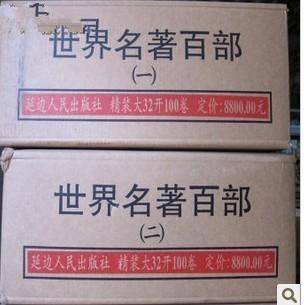 世界名著百部
(一)
延边人民出版社 精装大32开100卷 定价:8800.00元
世界名著百部
(二)
延边人民出版社 精装大32开100卷 定价:8800.00元